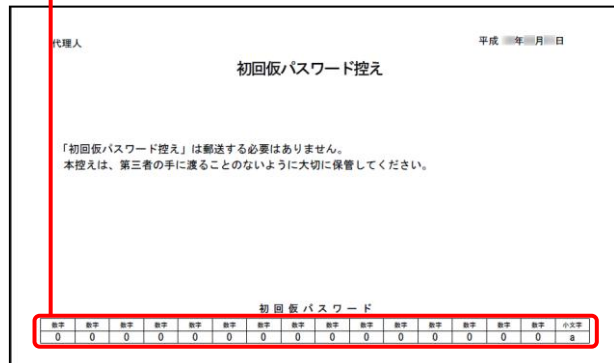 代理人
平成 年 月 日
初回仮パスワード控え
「初回仮パスワード控え」は郵送する必要はありません。
本控えは、第三者の手に渡ることのないように大切に保管してください。
初回仮パスワード
数字 数字 数字 数字 数字 数字 数字 数字 数字 数字 数字 数字 数字 数字 小文字
0 0 0 0 0 0 0 0 0 0 0 0 0 0 a